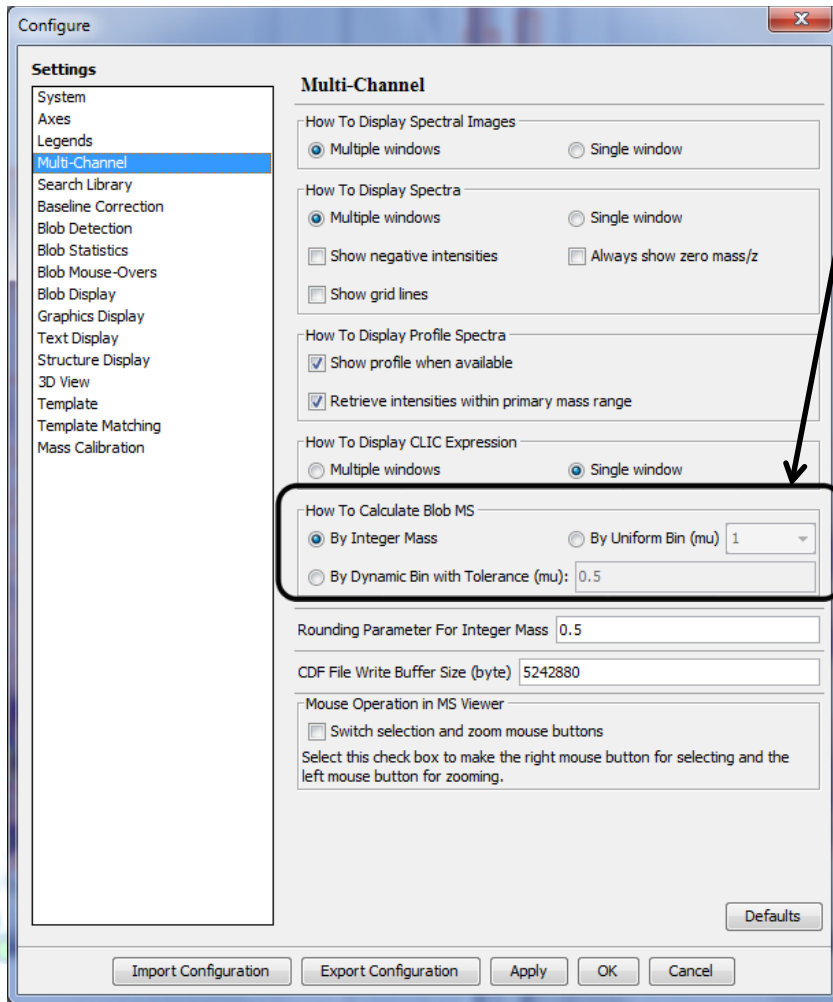 Configure
Settings
System
Axes
Legends
Multi-Channel
Search Library
Baseline Correction
Blob Detection
Blob Statistics
Blob Mouse-Overs
Blob Display
Graphics Display
Text Display
Structure Display
3D View
Template
Template Matching
Mass Calibration
Multi-Channel
How To Display Spectral Images
Multiple windows Single window
How To Display Spectra
Multiple windows Single window
Show negative intensities Always show zero mass/z
Show grid lines
How To Display Profile Spectra
Show profile when available
Retrieve intensities within primary mass range
How To Display CLIC Expression
Multiple windows Single window
How To Calculate Blob MS
By Integer Mass By Uniform Bin (mu) 1
By Dynamic Bin with Tolerance (mu): 0.5
Rounding Parameter For Integer Mass 0.5
CDF File Write Buffer Size (byte) 5242880
Mouse Operation in MS Viewer
Switch selection and zoom mouse buttons
Select this check box to make the right mouse button for selecting and the
left mouse button for zooming.
Defaults
Import Configuration Export Configuration Apply OK Cancel